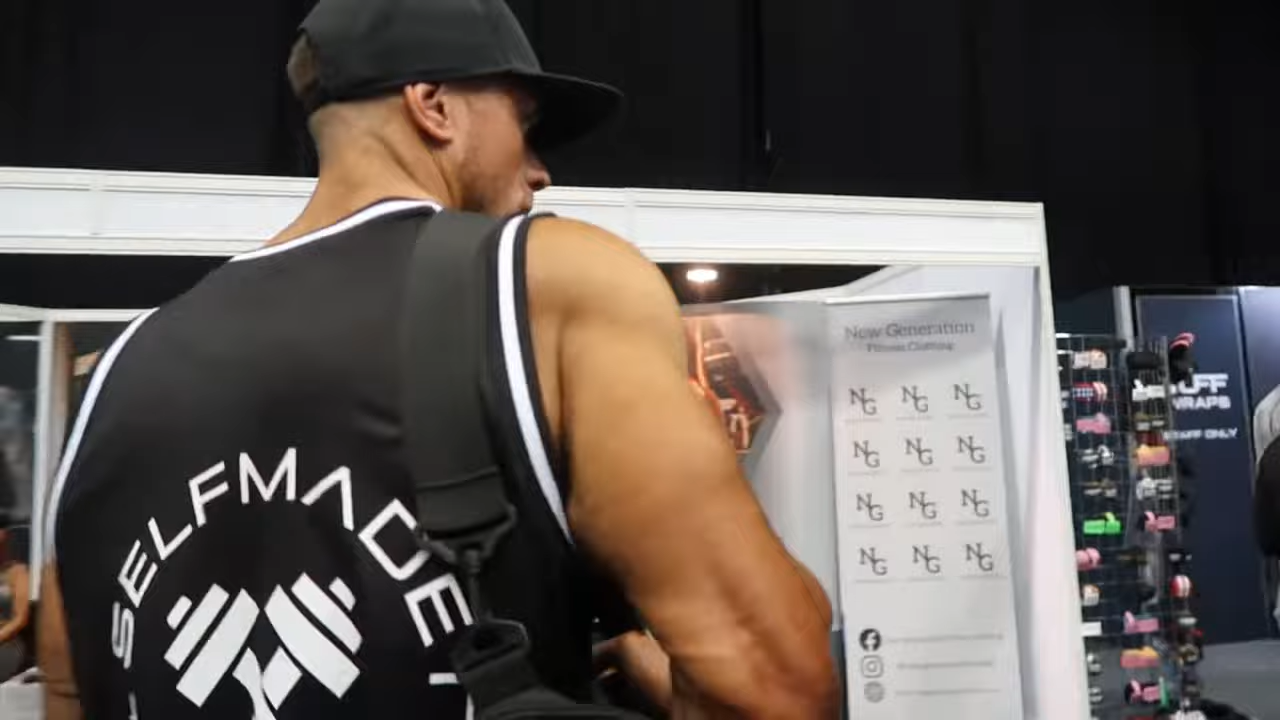 SELFMADE
New Generation
Fitness Clothing
NG NG NG
NG NG NG
NG NG NG
NG NG NG
WRAPS
STAFF ONLY